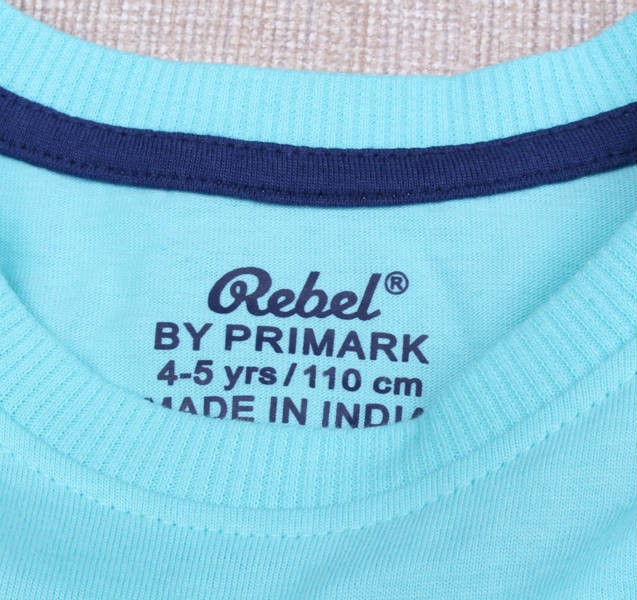 Rebel®
BY PRIMARK
4-5 yrs / 110 cm
MADE IN INDIA